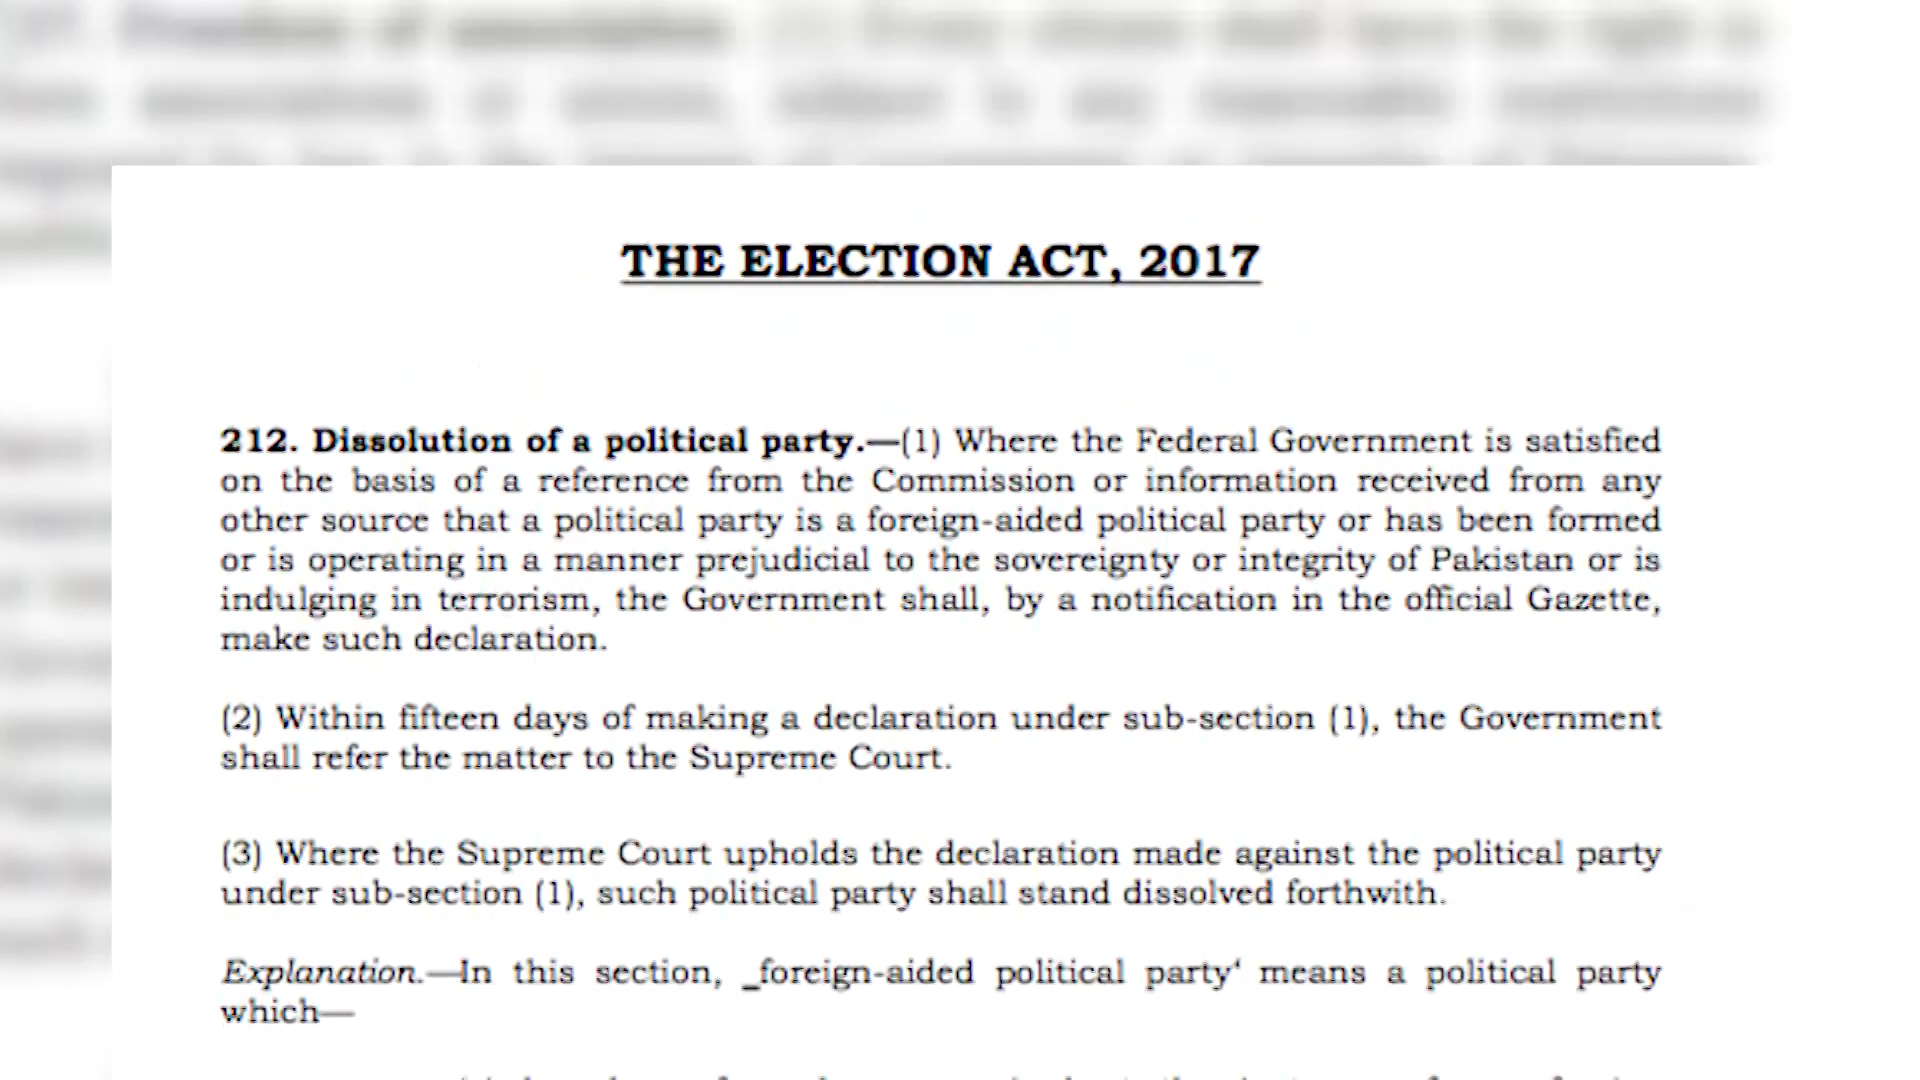 THE ELECTION ACT, 2017
212. Dissolution of a political party.—(1) Where the Federal Government is satisfied
on the basis of a reference from the Commission or information received from any
other source that a political party is a foreign-aided political party or has been formed
or is operating in a manner prejudicial to the sovereignty or integrity of Pakistan or is
indulging in terrorism, the Government shall, by a notification in the official Gazette,
make such declaration.
(2) Within fifteen days of making a declaration under sub-section (1), the Government
shall refer the matter to the Supreme Court.
(3) Where the Supreme Court upholds the declaration made against the political party
under sub-section (1), such political party shall stand dissolved forthwith.
Explanation.—In this section, _foreign-aided political party‘ means a political party
which—